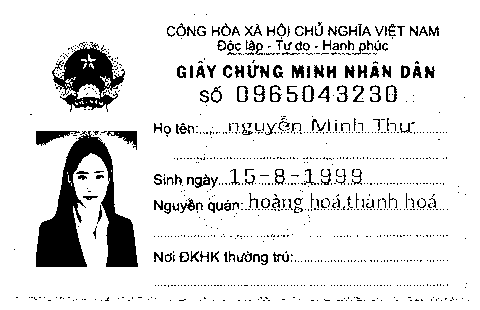 CỘNG HÒA XÃ HỘI CHỦ NGHĨA VIỆT NAM
Độc lập - Tự do - Hạnh phúc
GIẤY CHỨNG MINH NHÂN DÂN
SỐ 0965043230
Họ tên: nguyễn Minh Thư
Sinh ngày 15-8-1999
Nguyên quán: hoàng hoá,thành hoá
Nơi ĐKHK thường trú: